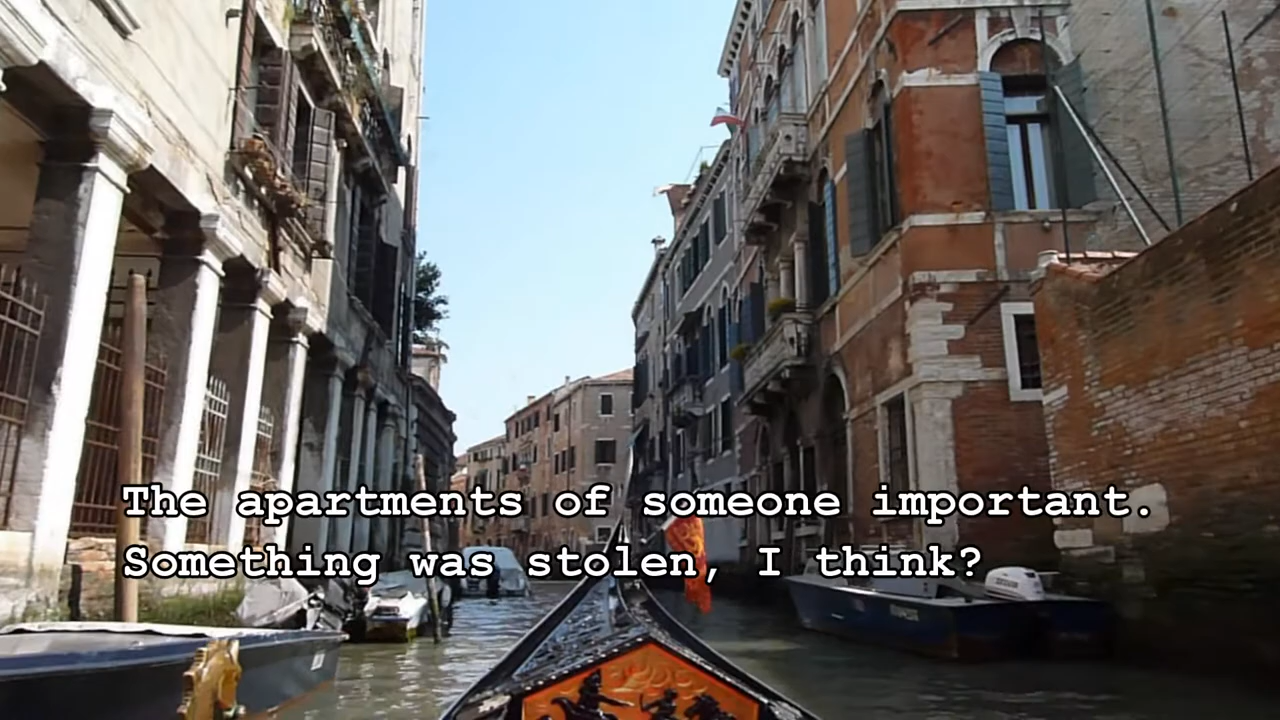 The apartments of someone important.
Something was stolen, I think?